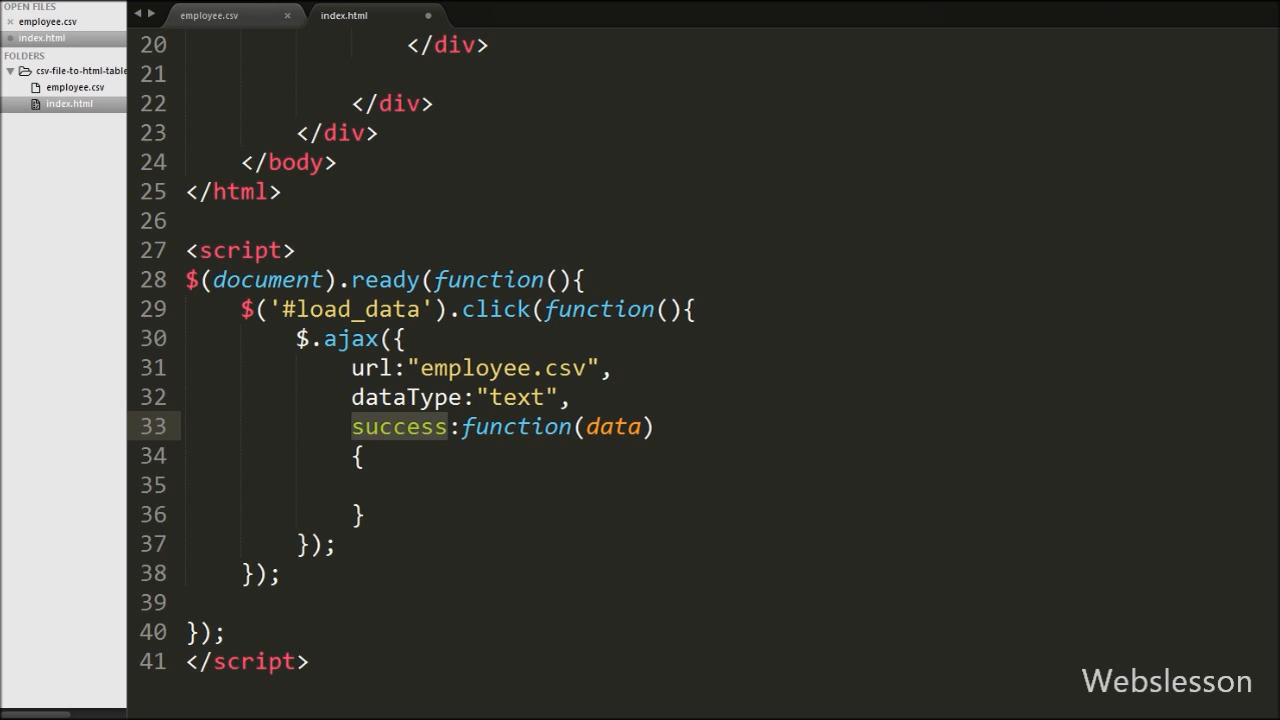 OPEN FILES
employee.csv
index.html
FOLDERS
csv-file-to-html-table
employee.csv
index.html
employee.csv
index.html
20 </div>
21
22 </div>
23 </div>
24 </body>
25 </html>
26
27 <script>
28 $(document).ready(function(){
29 $('#load_data').click(function(){
30 $.ajax({
31 url:"employee.csv",
32 dataType:"text",
33 success:function(data)
34 {
35
36 }
37 });
38 });
39
40 });
41 </script>
Webslesson